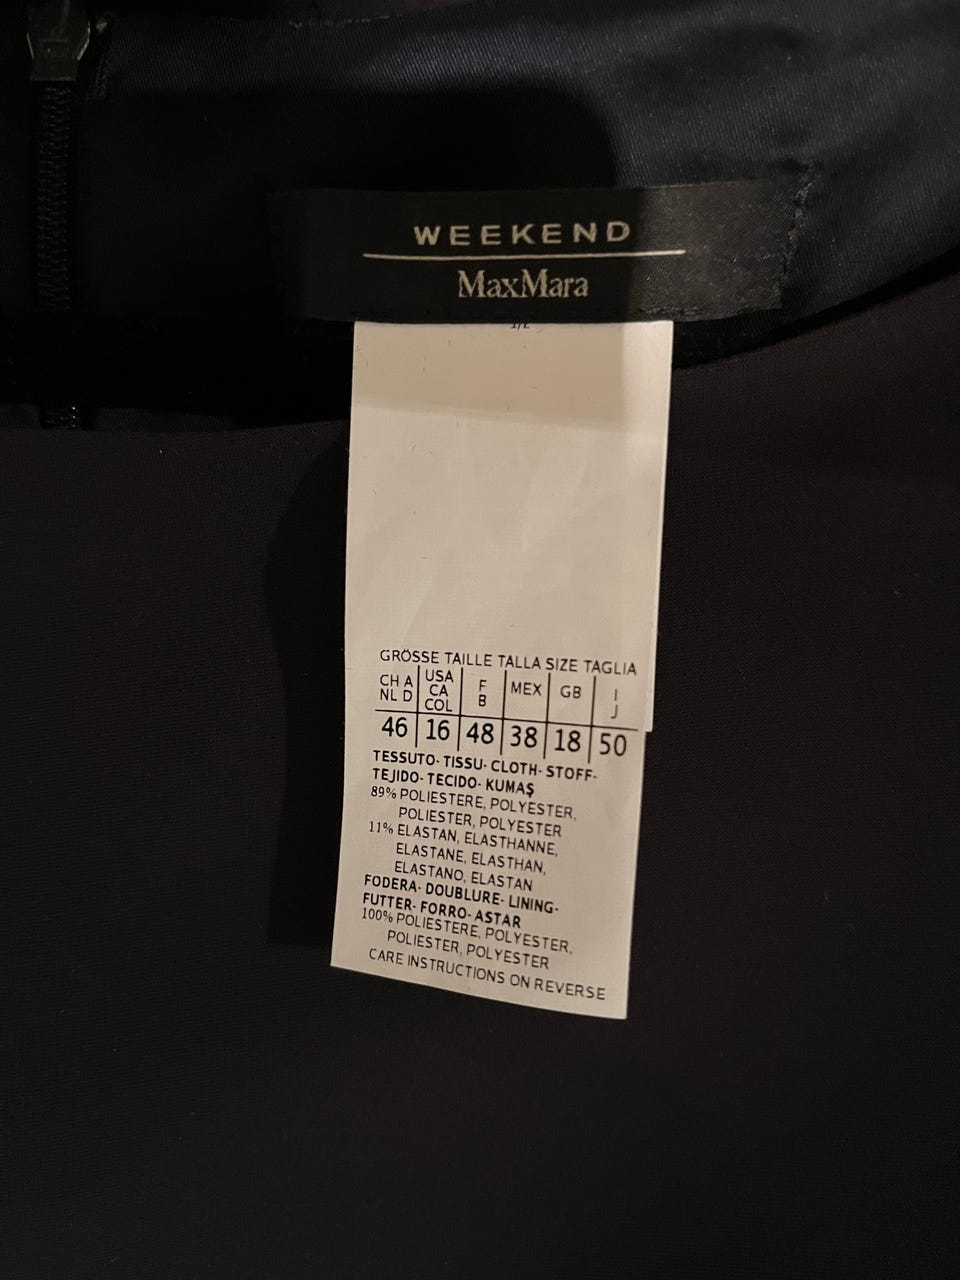 WEEKEND
MaxMara
1/2
GRÖSSE TAILLE TALLA SIZE TAGLIA
CH A NL D | USA CA COL | F B | MEX | GB | I J
46 | 16 | 48 | 38 | 18 | 50
TESSUTO- TISSU- CLOTH- STOFF-
TEJIDO- TECIDO- KUMAŞ
89% POLIESTERE, POLYESTER,
POLIESTER, POLYESTER
11% ELASTAN, ELASTHANNE,
ELASTANE, ELASTHAN,
ELASTANO, ELASTAN
FODERA- DOUBLURE- LINING-
FUTTER- FORRO- ASTAR
100% POLIESTERE, POLYESTER,
POLIESTER, POLYESTER
CARE INSTRUCTIONS ON REVERSE